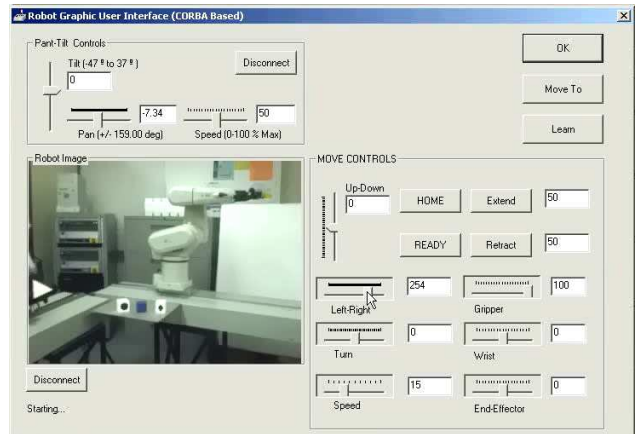 Robot Graphic User Interface (CORBA Based)
Pant-Tilt Controls
Tilt (-47 º to 37 º )
0
Disconnect
-7.34
50
Pan (+/- 159.00 deg)
Speed (0-100 % Max)
OK
Move To
Learn
Robot Image
Disconnect
Starting...
MOVE CONTROLS
Up-Down
0
HOME
Extend
50
READY
Retract
50
254
100
Left-Right
Gripper
0
0
Turn
Wrist
15
0
Speed
End-Effector